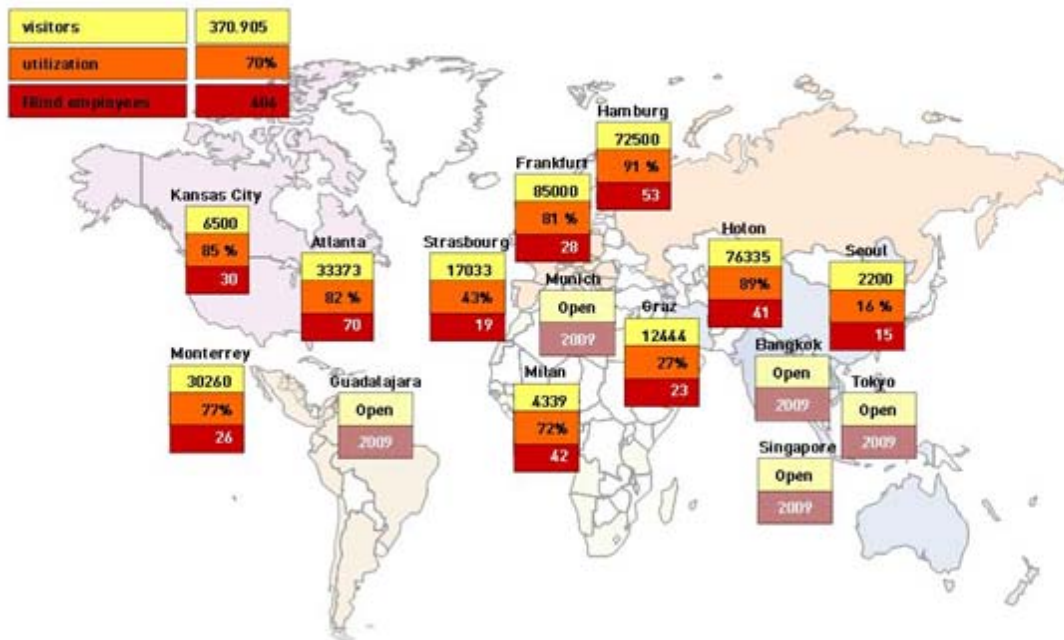 visitors 370.905
utilization 70%
Blind employees 406
Hamburg
72500
91 %
53
Frankfurt
85000
81 %
28
Kansas City
6500
85 %
30
Atlanta
33373
82 %
70
Strasbourg
17033
43%
19
Holon
76335
89%
41
Seoul
2200
16 %
15
Munich
Open
2009
Graz
12444
27%
23
Monterrey
30260
77%
26
Guadalajara
Open
2009
Milan
4339
72%
42
Bangkok
Open
2009
Tokyo
Open
2009
Singapore
Open
2009